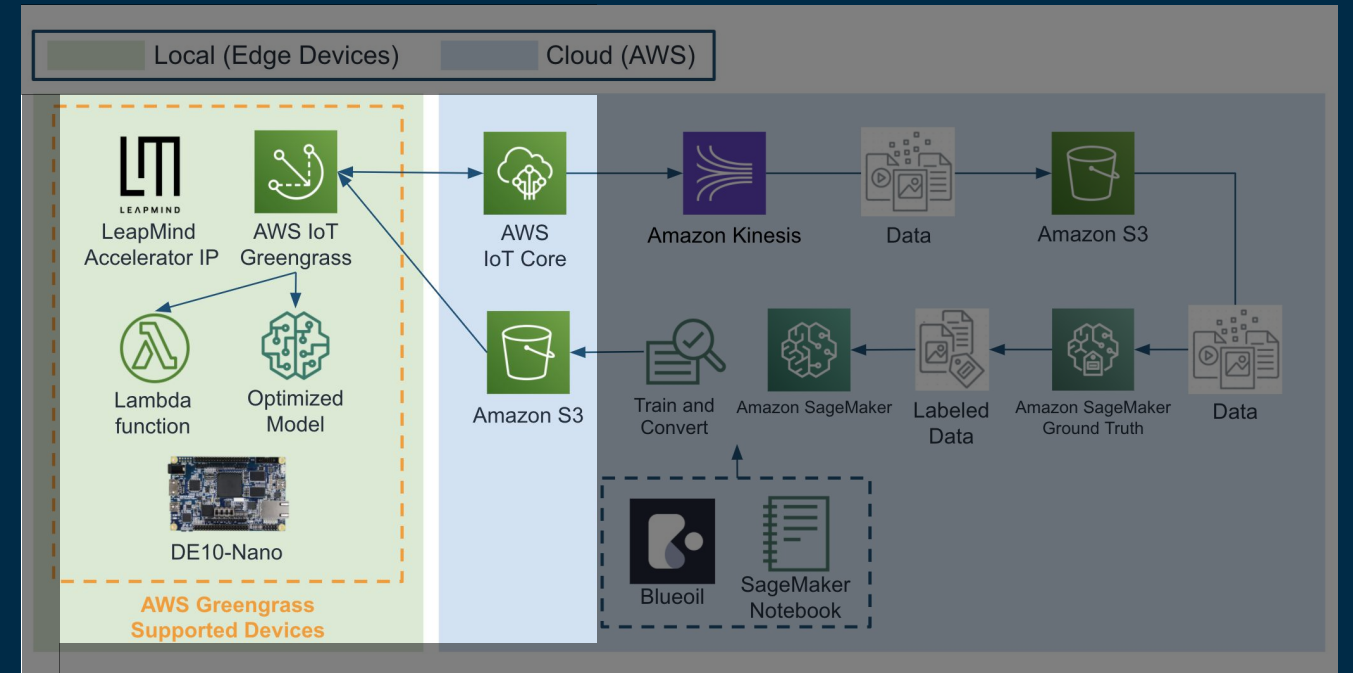 Local (Edge Devices)
Cloud (AWS)
LEAPMIND
LeapMind
Accelerator IP
AWS IoT
Greengrass
AWS
IoT Core
Amazon Kinesis
Data
Amazon S3
Lambda
function
Optimized
Model
Amazon S3
Train and
Convert
Amazon SageMaker
Labeled
Data
Amazon SageMaker
Ground Truth
Data
DE10-Nano
Blueoil
SageMaker
Notebook
AWS Greengrass
Supported Devices